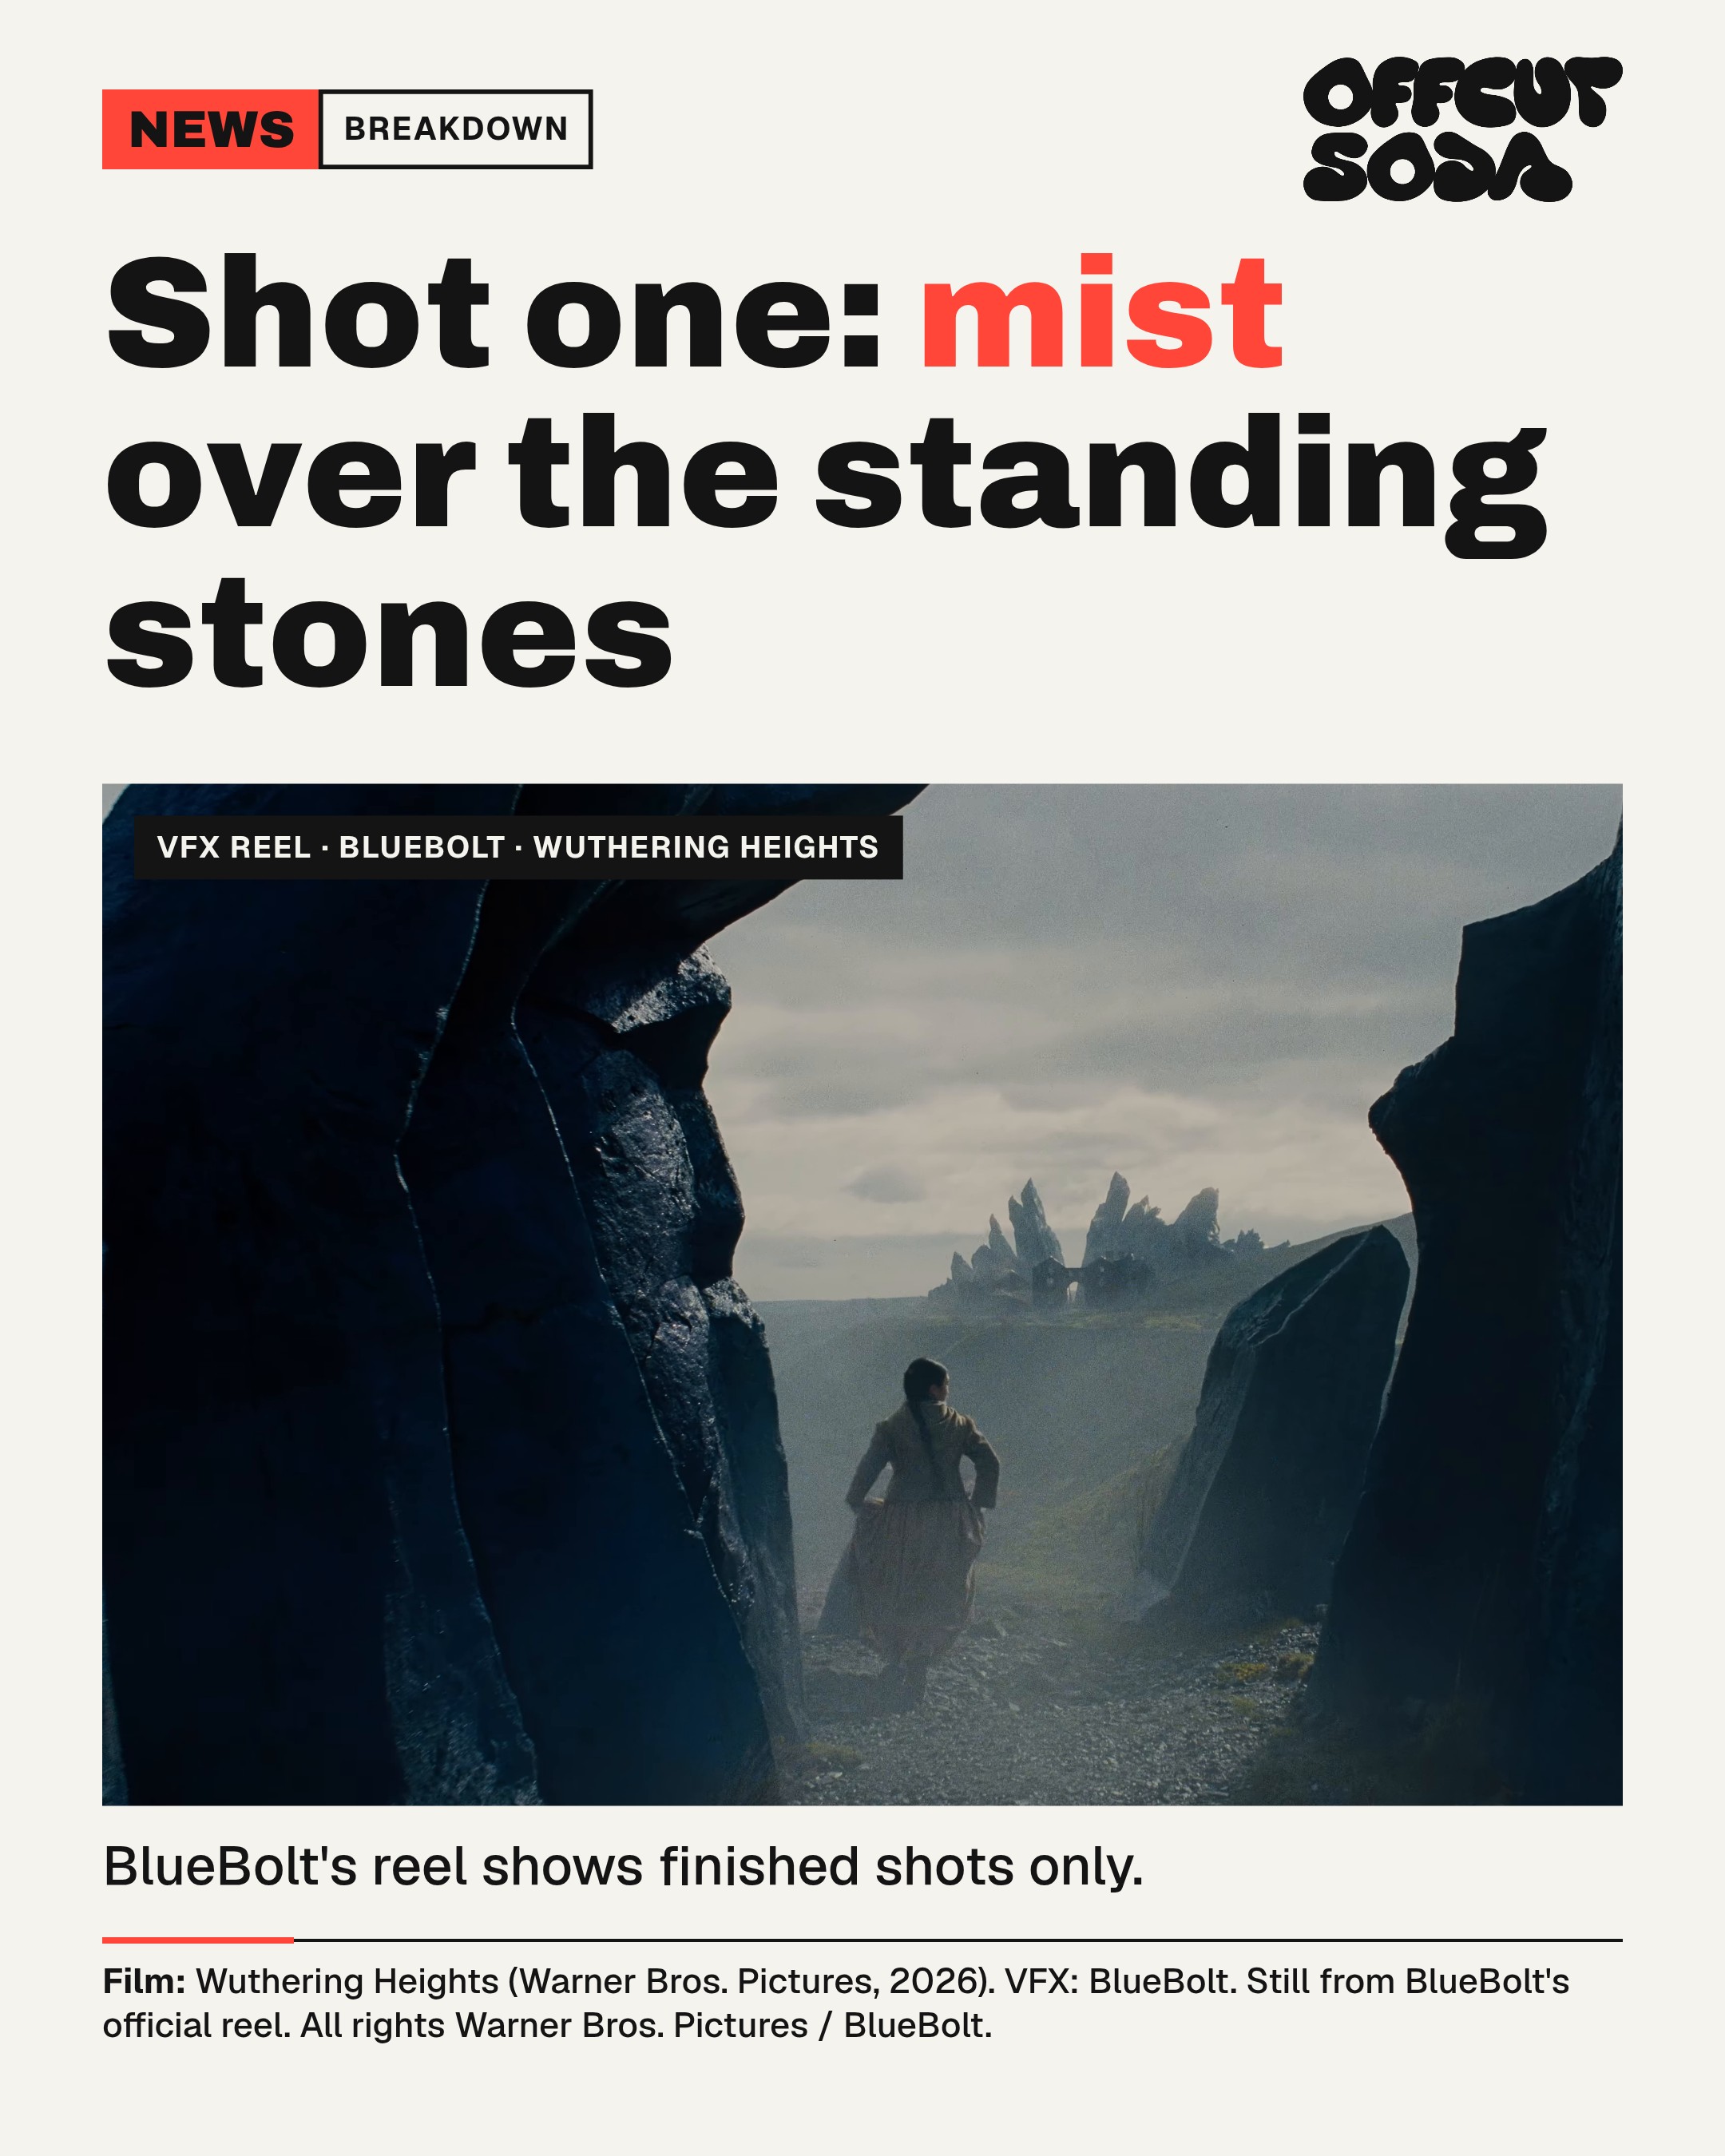 NEWS
BREAKDOWN
OFFCUT
SODA
Shot one: mist
over the standing
stones
VFX REEL · BLUEBOLT · WUTHERING HEIGHTS
BlueBolt's reel shows finished shots only.
Film: Wuthering Heights (Warner Bros. Pictures, 2026). VFX: BlueBolt. Still from BlueBolt's
official reel. All rights Warner Bros. Pictures / BlueBolt.